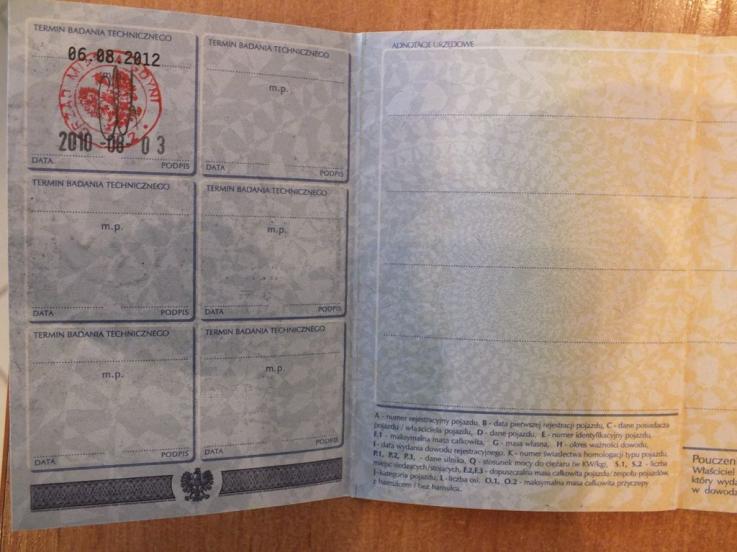 TERMIN BADANIA TECHNICZNEGO
06.08.2012
2010 -08- 03
DATA PODPIS
TERMIN BADANIA TECHNICZNEGO
m.p.
DATA PODPIS
TERMIN BADANIA TECHNICZNEGO
m.p.
DATA PODPIS
TERMIN BADANIA TECHNICZNEGO
m.p.
DATA PODPIS
TERMIN BADANIA TECHNICZNEGO
m.p.
TERMIN BADANIA TECHNICZNEGO
m.p.
ADNOTACJE URZĘDOWE
A - numer rejestracyjny pojazdu, B - data pierwszej rejestracji pojazdu, C - dane posiadacza
pojazdu / właściciela pojazdu, D - dane pojazdu, E - numer identyfikacyjny pojazdu,
F.1 - maksymalna masa całkowita, G - masa własna, H - okres ważności dowodu,
I - data wydania dowodu rejestracyjnego, K - numer świadectwa homologacji typu pojazdu,
P.1, P.2, P.3, - dane silnika, Q - stosunek mocy do ciężaru (w KW/kg), S.1, S.2 - liczba
miejsc siedzących/stojących, F.2,F.3 - dopuszczalna masa całkowita pojazdu/ zespołu pojazdów,
J-kategoria pojazdu, L - liczba osi, O.1, O.2 - maksymalna masa całkowita przyczepy
z hamulcem / bez hamulca.
Pouczen
Właściciel
który wyda
w dowodz